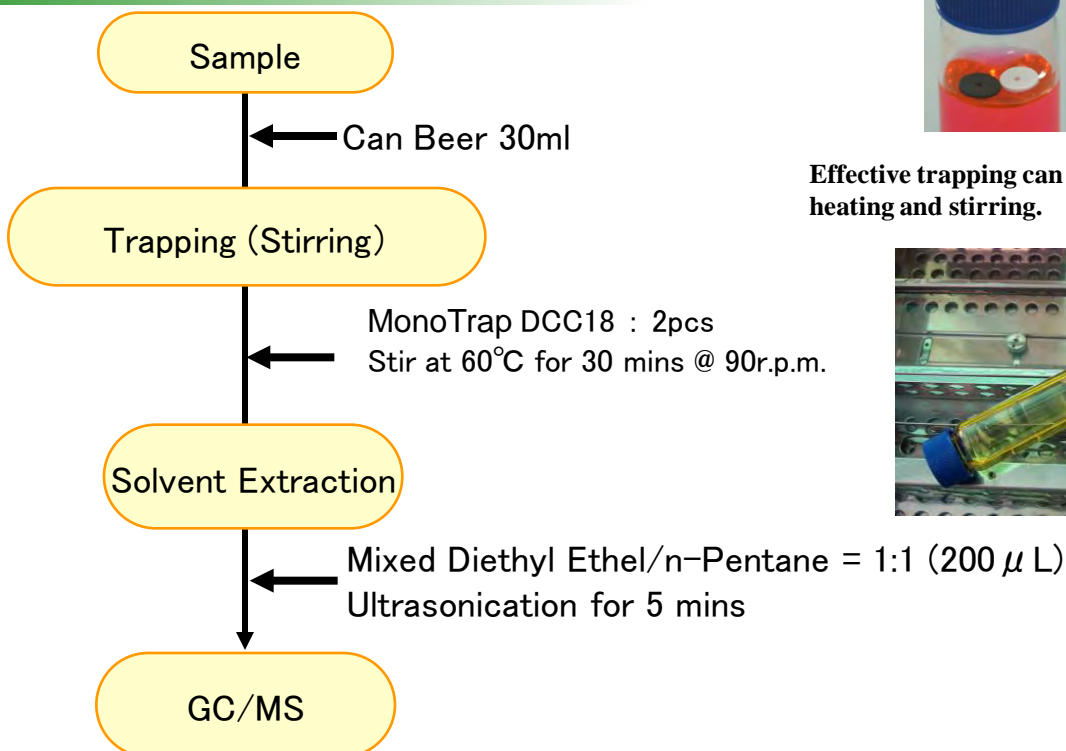 Sample
Can Beer 30ml
Effective trapping can
heating and stirring.
Trapping (Stirring)
MonoTrap DCC18 : 2pcs
Stir at 60℃ for 30 mins @ 90r.p.m.
Solvent Extraction
Mixed Diethyl Ethel/n-Pentane = 1:1 (200μL)
Ultrasonication for 5 mins
GC/MS